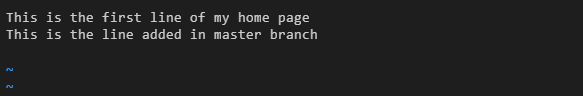 This is the first line of my home page
This is the line added in master branch
~
~